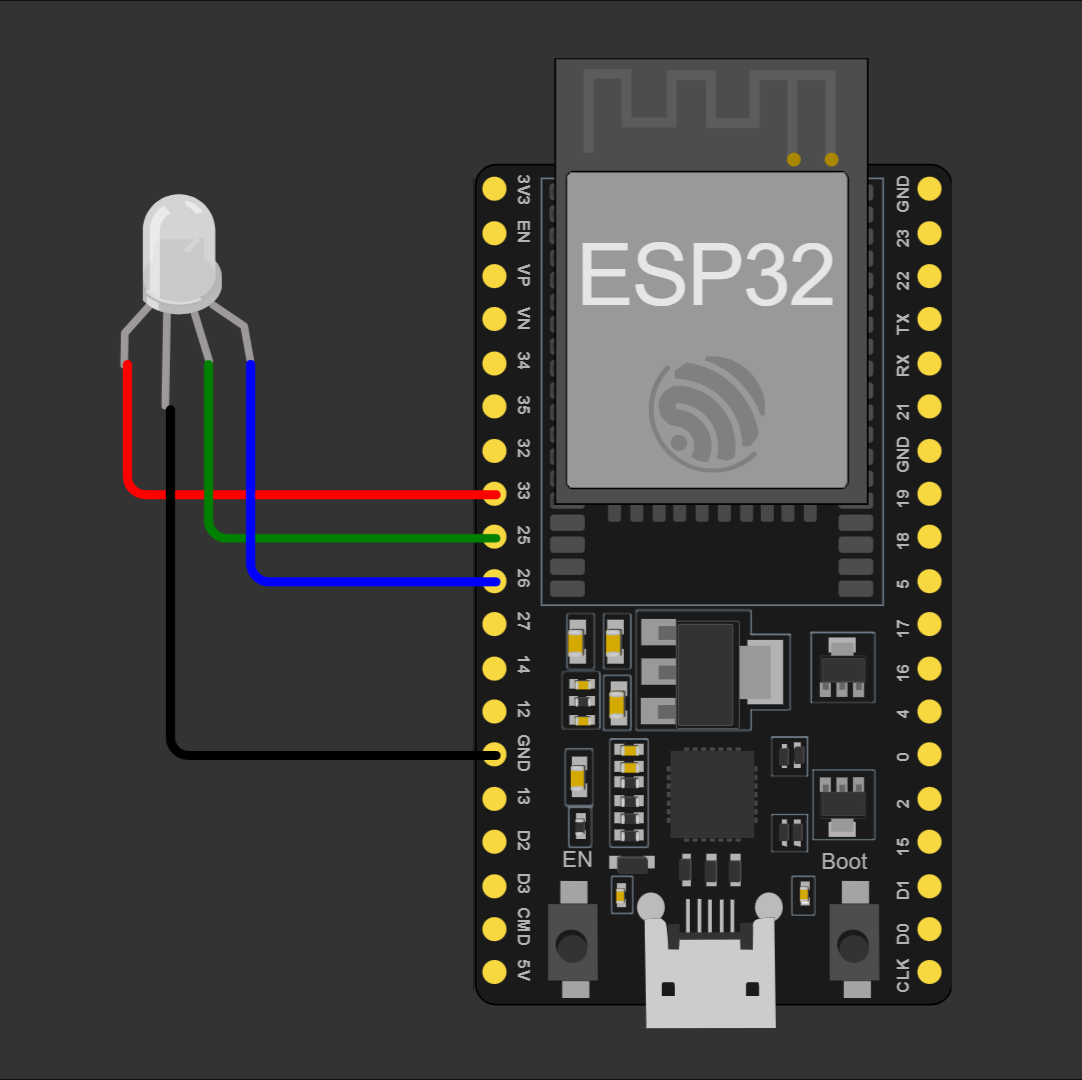 ESP32
3V3
EN
VP
VN
34
35
32
33
25
26
27
14
12
GND
13
D2
D3
CMD
5V
GND
23
22
TX
RX
21
GND
19
18
5
17
16
4
0
2
15
D1
D0
CLK
EN
Boot